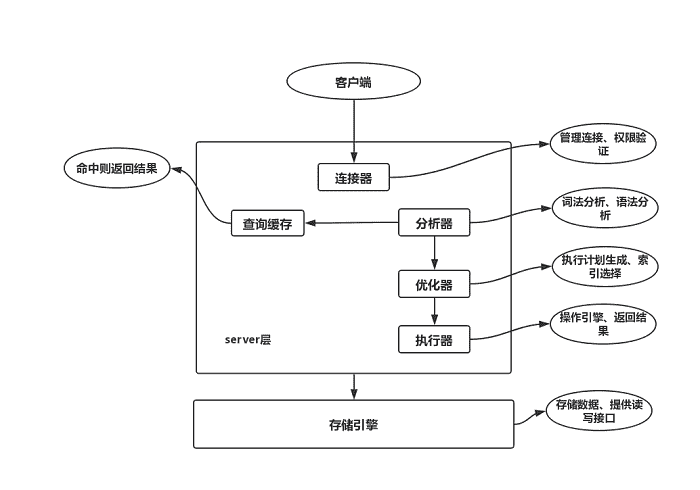 客户端
管理连接、权限验
证
命中则返回结果
连接器
词法分析、语法分
析
查询缓存
分析器
执行计划生成、索
引选择
优化器
操作引擎、返回结
果
server层
执行器
存储数据、提供读
写接口
存储引擎